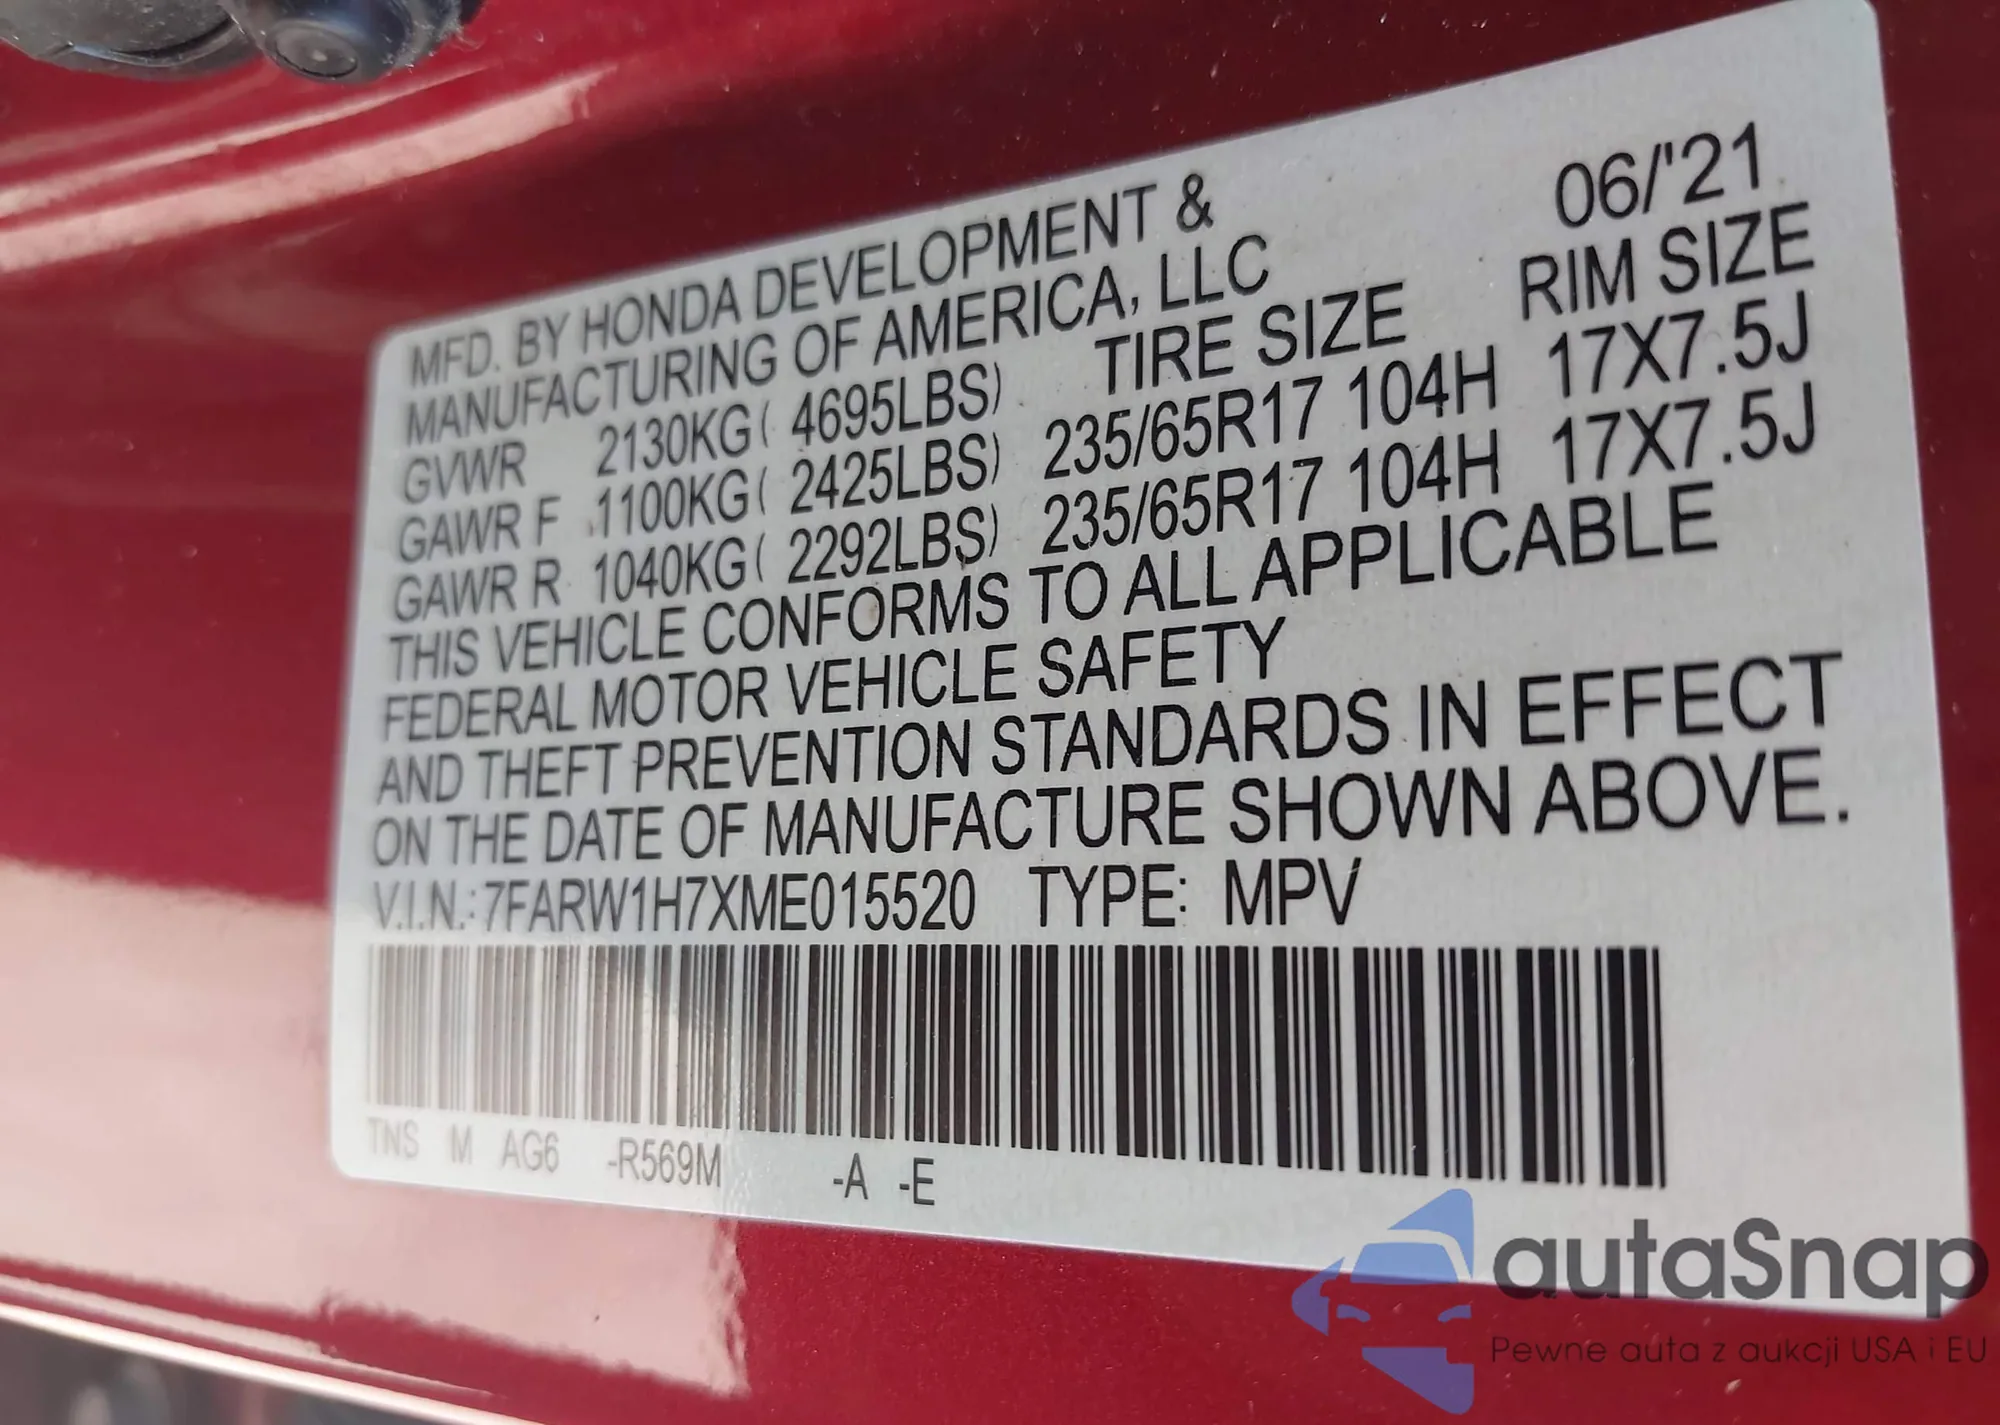 06/'21
MFD. BY HONDA DEVELOPMENT &
MANUFACTURING OF AMERICA, LLC
TIRE SIZE RIM SIZE
GVWR 2130KG( 4695LBS)
GAWR F 1100KG( 2425LBS) 235/65R17 104H 17X7.5J
GAWR R 1040KG( 2292LBS) 235/65R17 104H 17X7.5J
THIS VEHICLE CONFORMS TO ALL APPLICABLE
FEDERAL MOTOR VEHICLE SAFETY
AND THEFT PREVENTION STANDARDS IN EFFECT
ON THE DATE OF MANUFACTURE SHOWN ABOVE.
V.I.N.:7FARW1H7XME015520 TYPE: MPV
TNS M AG6 -R569M -A -E
autaSnap
Pewne auta z aukcji USA i EU